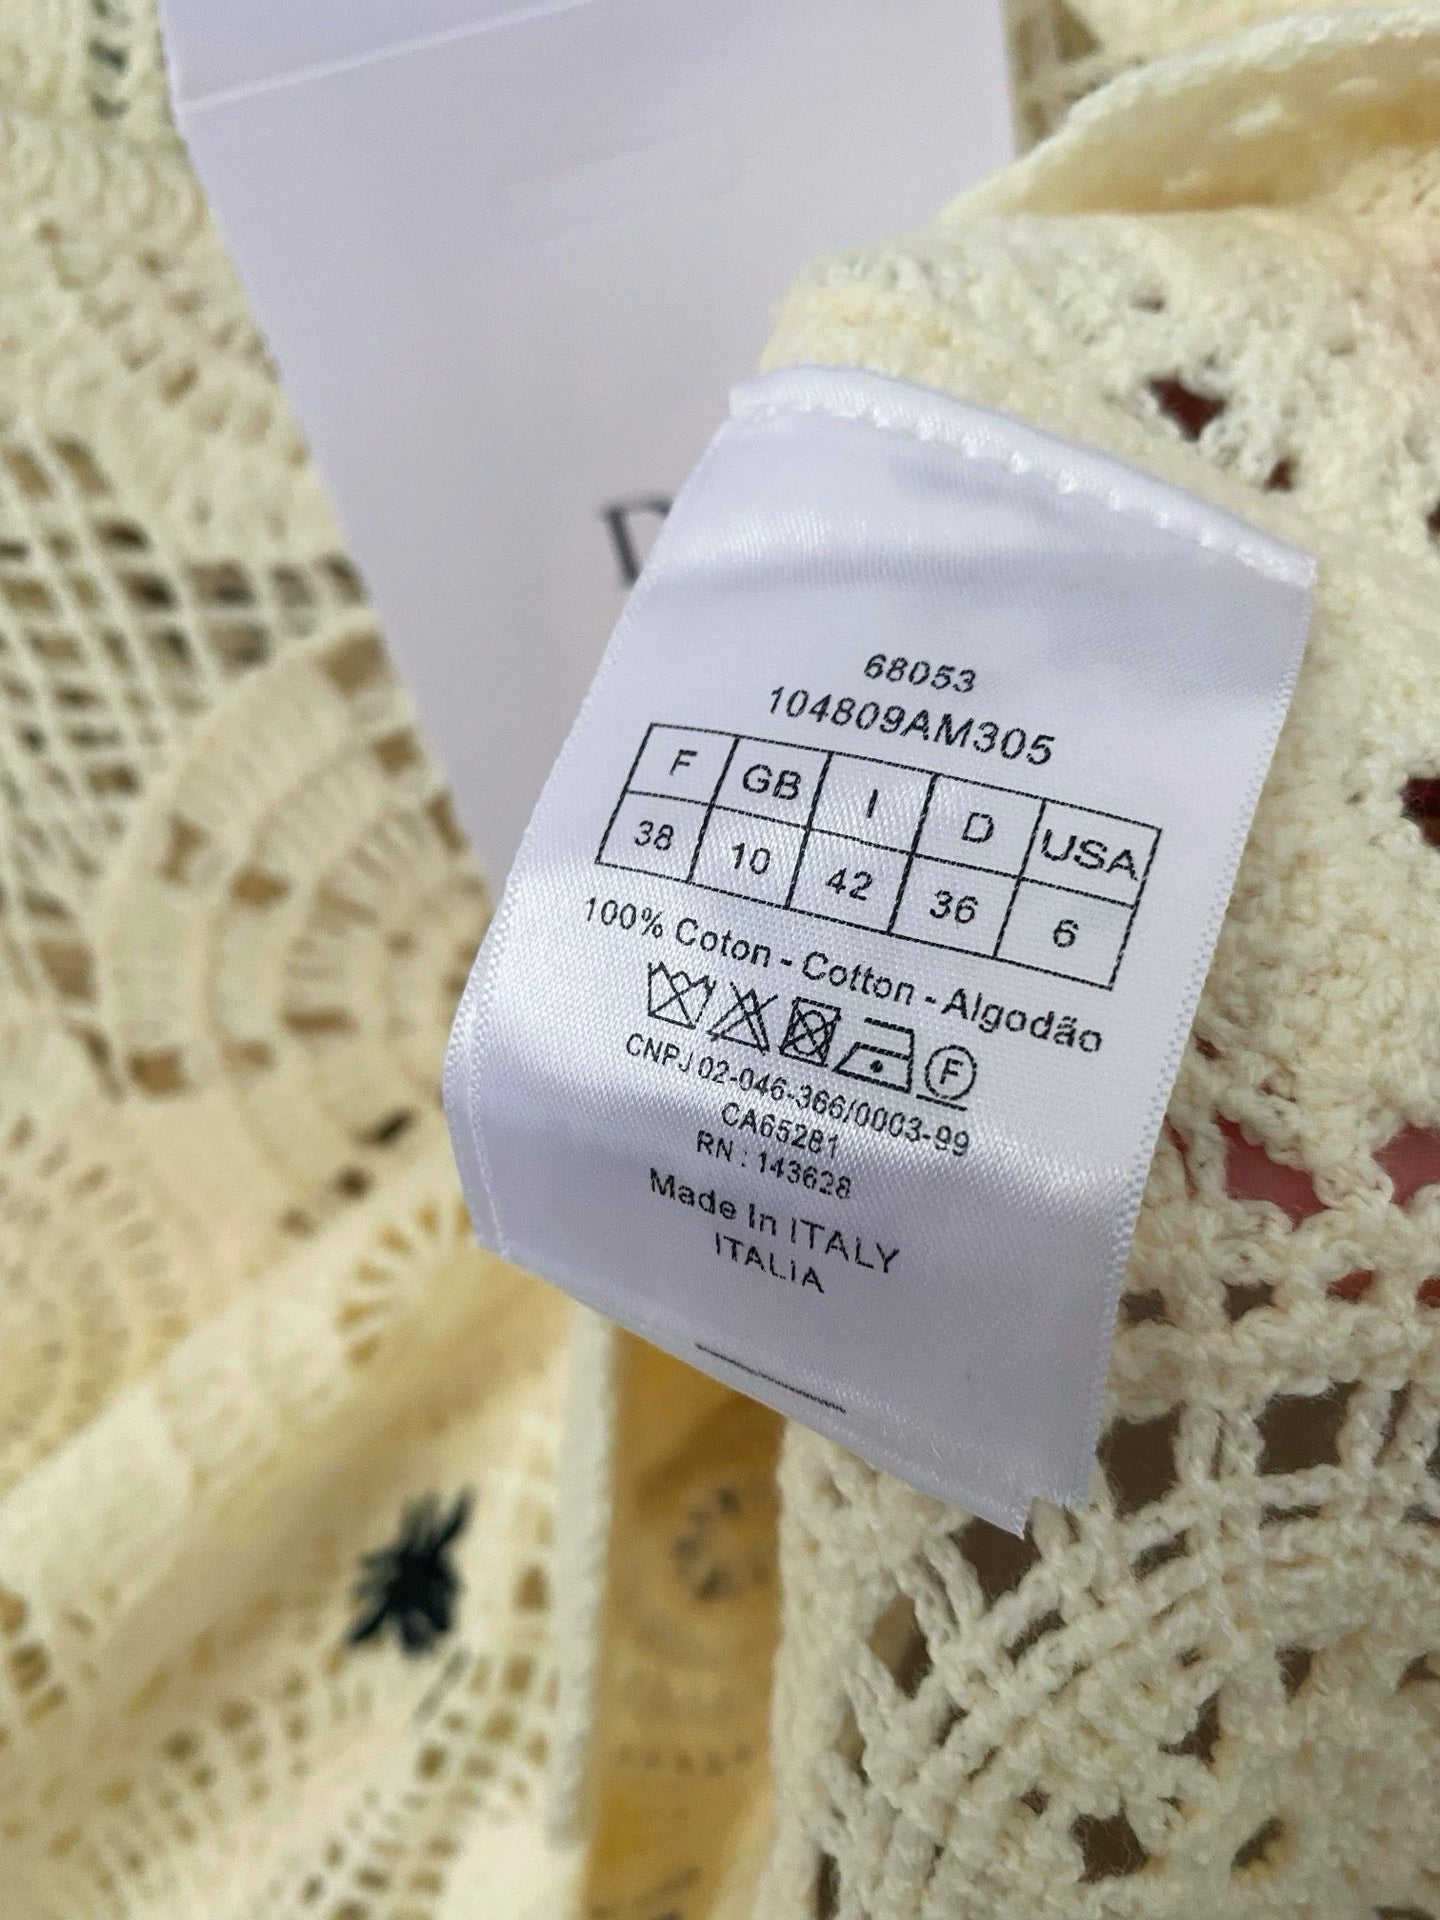 D
68053
104809AM305
F GB I D USA
38 10 42 36 6
100% Coton - Cotton - Algodão
F
CNPJ 02-046-366/0003-99
CA65281
RN : 143628
Made In ITALY
ITALIA